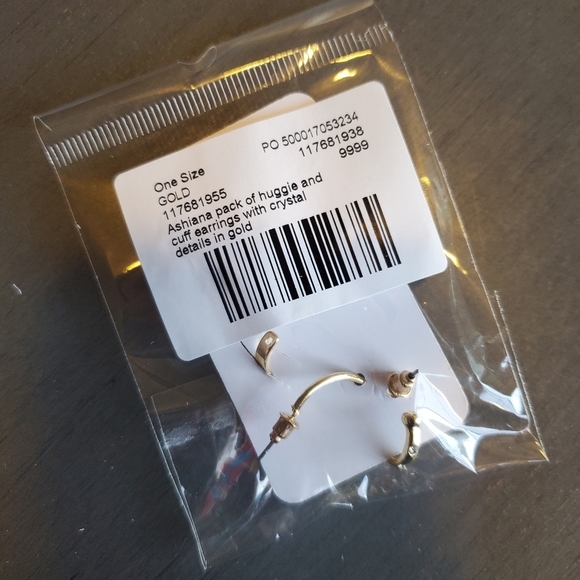 One Size
PO 500017053234
GOLD
117681938
117681955
9999
Ashiana pack of huggie and
cuff earrings with crystal
details in gold